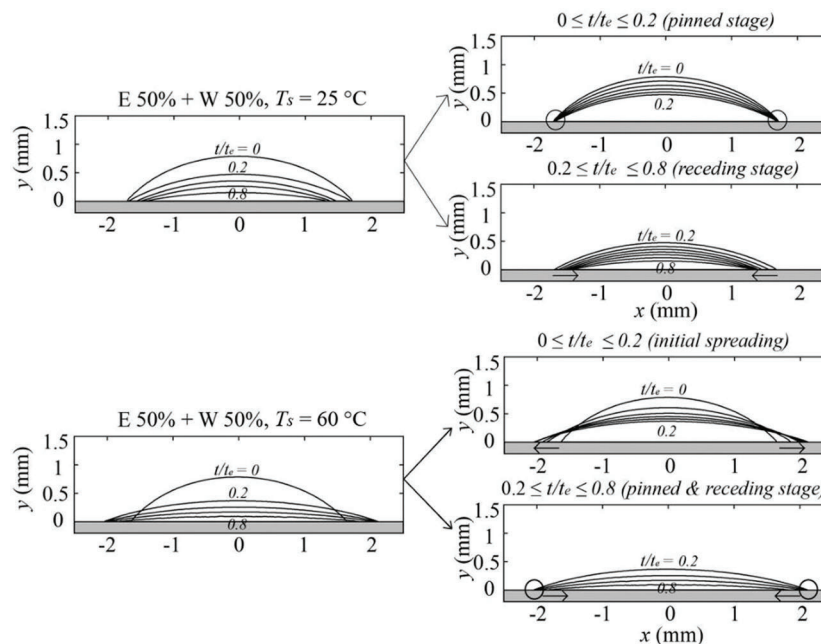 0 ≤ t/te ≤ 0.2 (pinned stage)
1.5
1
0.5
0
y (mm)
t/te = 0
0.2
-2 -1 0 1 2
E 50% + W 50%, Ts = 25 °C
1.5
1
0.5
0
y (mm)
t/te = 0
0.2
0.8
-2 -1 0 1 2
0.2 ≤ t/te ≤ 0.8 (receding stage)
1.5
1
0.5
0
y (mm)
t/te = 0.2
0.8
-2 -1 0 1 2
x (mm)
0 ≤ t/te ≤ 0.2 (initial spreading)
1.5
1
0.5
0
y (mm)
t/te = 0
0.2
-2 -1 0 1 2
E 50% + W 50%, Ts = 60 °C
1.5
1
0.5
0
y (mm)
t/te = 0
0.2
0.8
-2 -1 0 1 2
0.2 ≤ t/te ≤ 0.8 (pinned & receding stage)
1.5
1
0.5
0
y (mm)
t/te = 0.2
0.8
-2 -1 0 1 2
x (mm)